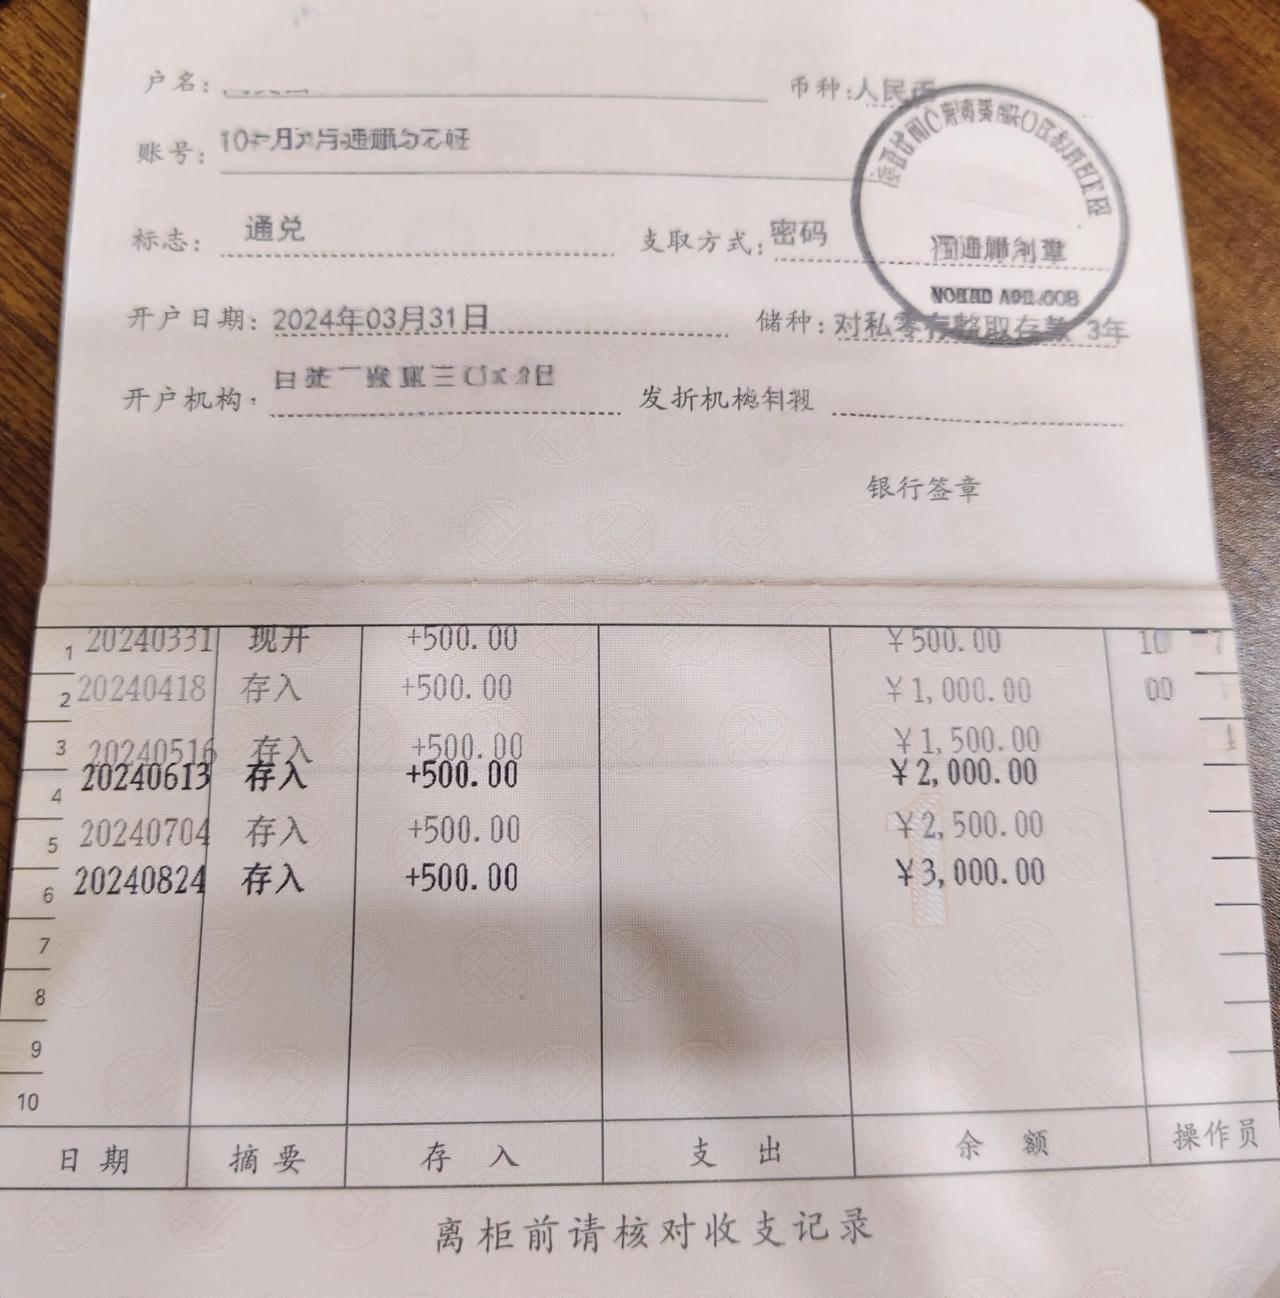 户名： 币种:人民币
账号：
标志： 通兑 支取方式： 密码
开户日期： 2024年03月31日 储种： 对私零存整取存款 3年
开户机构： 发折机构
银行签章
1 20240331 现开 +500.00 ¥500.00
2 20240418 存入 +500.00 ¥1,000.00
3 20240516 存入 +500.00 ¥1,500.00
4 20240613 存入 +500.00 ¥2,000.00
5 20240704 存入 +500.00 ¥2,500.00
6 20240824 存入 +500.00 ¥3,000.00
7
8
9
10
日期 摘要 存入 支出 余额 操作员
离柜前请核对收支记录